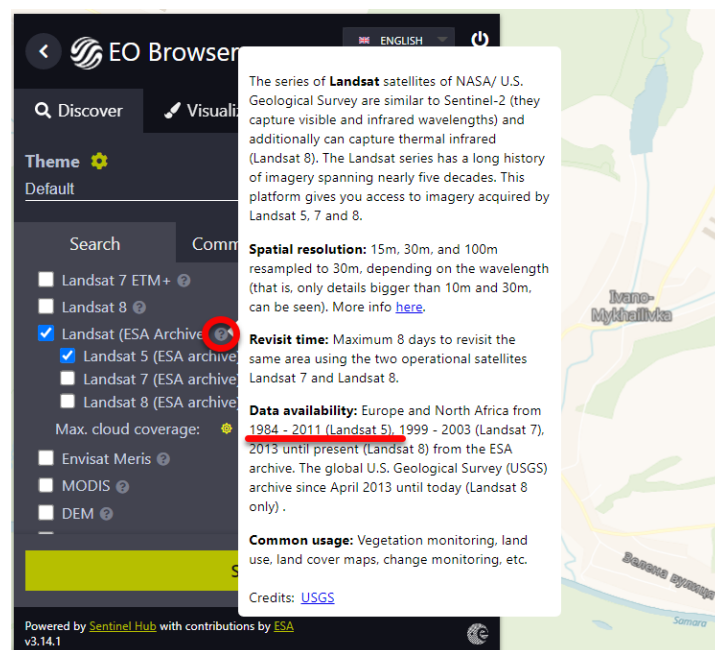 EO Browser
ENGLISH
Discover
Visuali
Theme
Default
Search
Comm
Landsat 7 ETM+
Landsat 8
Landsat (ESA Archive
Landsat 5 (ESA archive)
Landsat 7 (ESA archive)
Landsat 8 (ESA archive)
Max. cloud coverage:
Envisat Meris
MODIS
DEM
S
Powered by Sentinel Hub with contributions by ESA
v3.14.1
The series of Landsat satellites of NASA/ U.S.
Geological Survey are similar to Sentinel-2 (they
capture visible and infrared wavelengths) and
additionally can capture thermal infrared
(Landsat 8). The Landsat series has a long history
of imagery spanning nearly five decades. This
platform gives you access to imagery acquired by
Landsat 5, 7 and 8.
Spatial resolution: 15m, 30m, and 100m
resampled to 30m, depending on the wavelength
(that is, only details bigger than 10m and 30m,
can be seen). More info here.
Revisit time: Maximum 8 days to revisit the
same area using the two operational satellites
Landsat 7 and Landsat 8.
Data availability: Europe and North Africa from
1984 - 2011 (Landsat 5), 1999 - 2003 (Landsat 7),
2013 until present (Landsat 8) from the ESA
archive. The global U.S. Geological Survey (USGS)
archive since April 2013 until today (Landsat 8
only) .
Common usage: Vegetation monitoring, land
use, land cover maps, change monitoring, etc.
Credits: USGS
Ivano-
Mykhailivka
Зелена вулиця
Samara